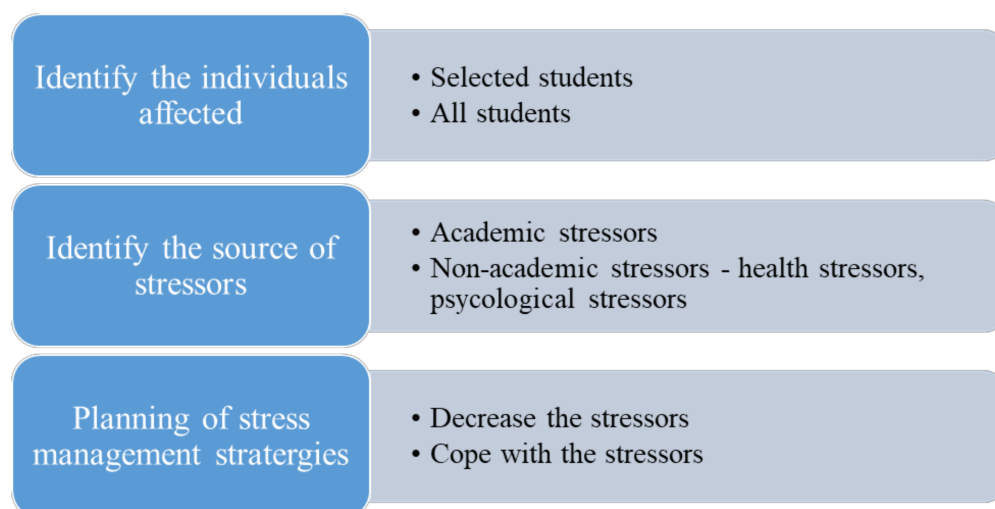 Identify the individuals
affected
• Selected students
• All students
Identify the source of
stressors
• Academic stressors
• Non-academic stressors - health stressors,
psycological stressors
Planning of stress
management stratergies
• Decrease the stressors
• Cope with the stressors